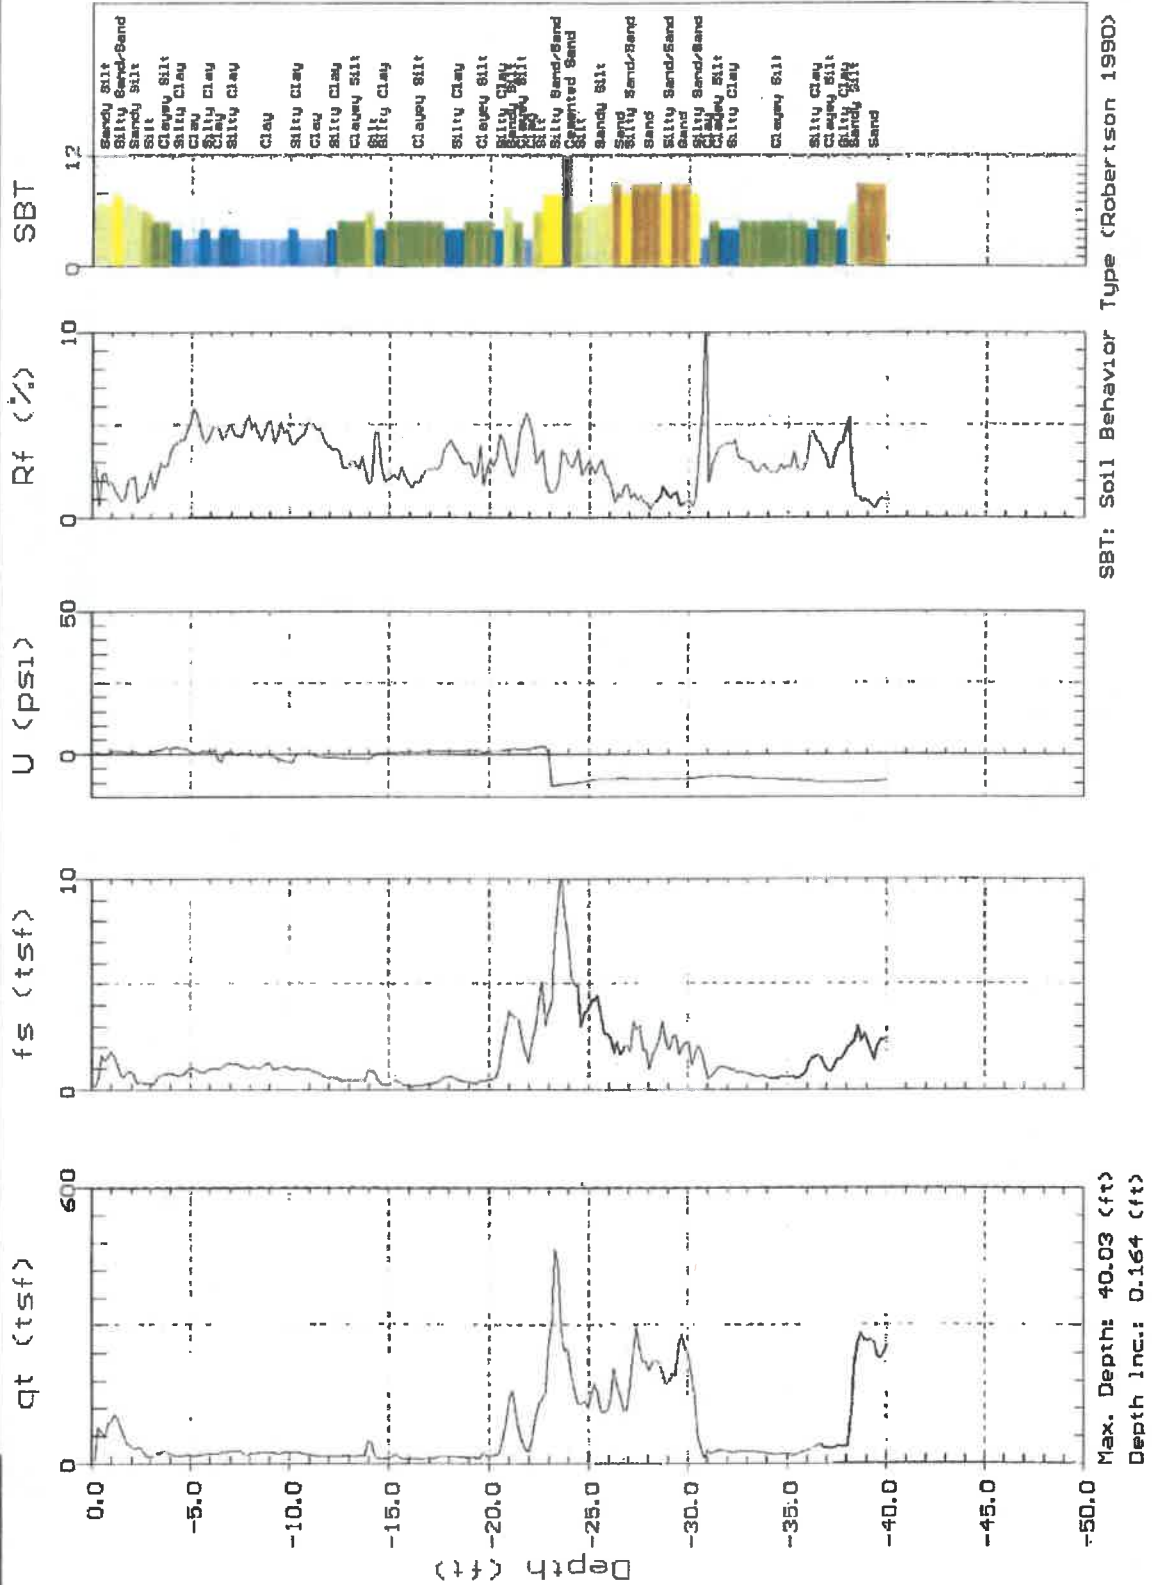 qt (tsf)
fs (tsf)
U (psi)
Rf (%)
SBT
0
600
0
10
0
50
0
10
0
12
Depth (ft)
0.0
-5.0
-10.0
-15.0
-20.0
-25.0
-30.0
-35.0
-40.0
-45.0
-50.0
Sandy Silt
Silty Sand/Sand
Sandy Silt
Silt
Clayey Silt
Silty Clay
Clay
Silty Clay
Clay
Silty Clay
Clay
Silty Clay
Clay
Silty Clay
Clayey Silt
Silt
Silty Clay
Clayey Silt
Silty Clay
Clayey Silt
Silty Clay
Sandy Silt
Clayey Silt
Clay
Silt
Silty Sand/Sand
Cemented Sand
Silt
Sandy Silt
Sand
Silty Sand/Sand
Sand
Silty Sand/Sand
Sand
Silty Sand/Sand
Clay
Clayey Silt
Silty Clay
Clayey Silt
Silty Clay
Clayey Silt
Silty Clay
Sandy Silt
Sand
Max. Depth: 40.03 (ft)
Depth Inc.: 0.164 (ft)
SBT: Soil Behavior Type (Robertson 1990)